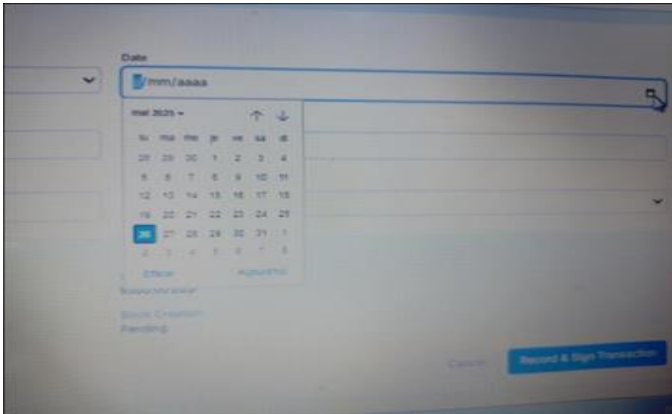 Date
/mm/aaaa
mai 2025
ma me je ve sa di
28 29 30 1 2 3 4
5 6 7 8 9 10 11
12 13 14 15 16 17 18
19 20 21 22 23 24 25
26 27 28 29 30 31 1
2 3 4 5 6 7 8
Effacer Aujourd'hui
Block Creation
Pending
Cancel Record & Sign Transaction